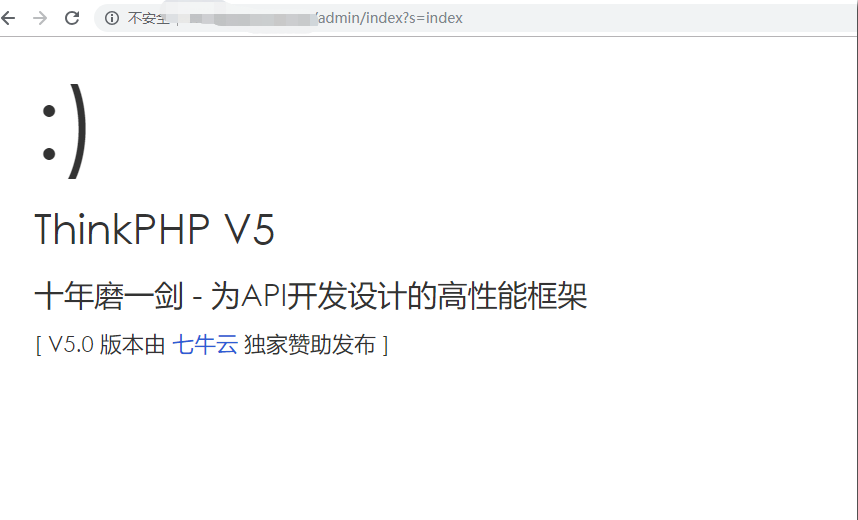 不安全 | /admin/index?s=index
:)
ThinkPHP V5
十年磨一剑 - 为API开发设计的高性能框架
[ V5.0 版本由 七牛云 独家赞助发布 ]